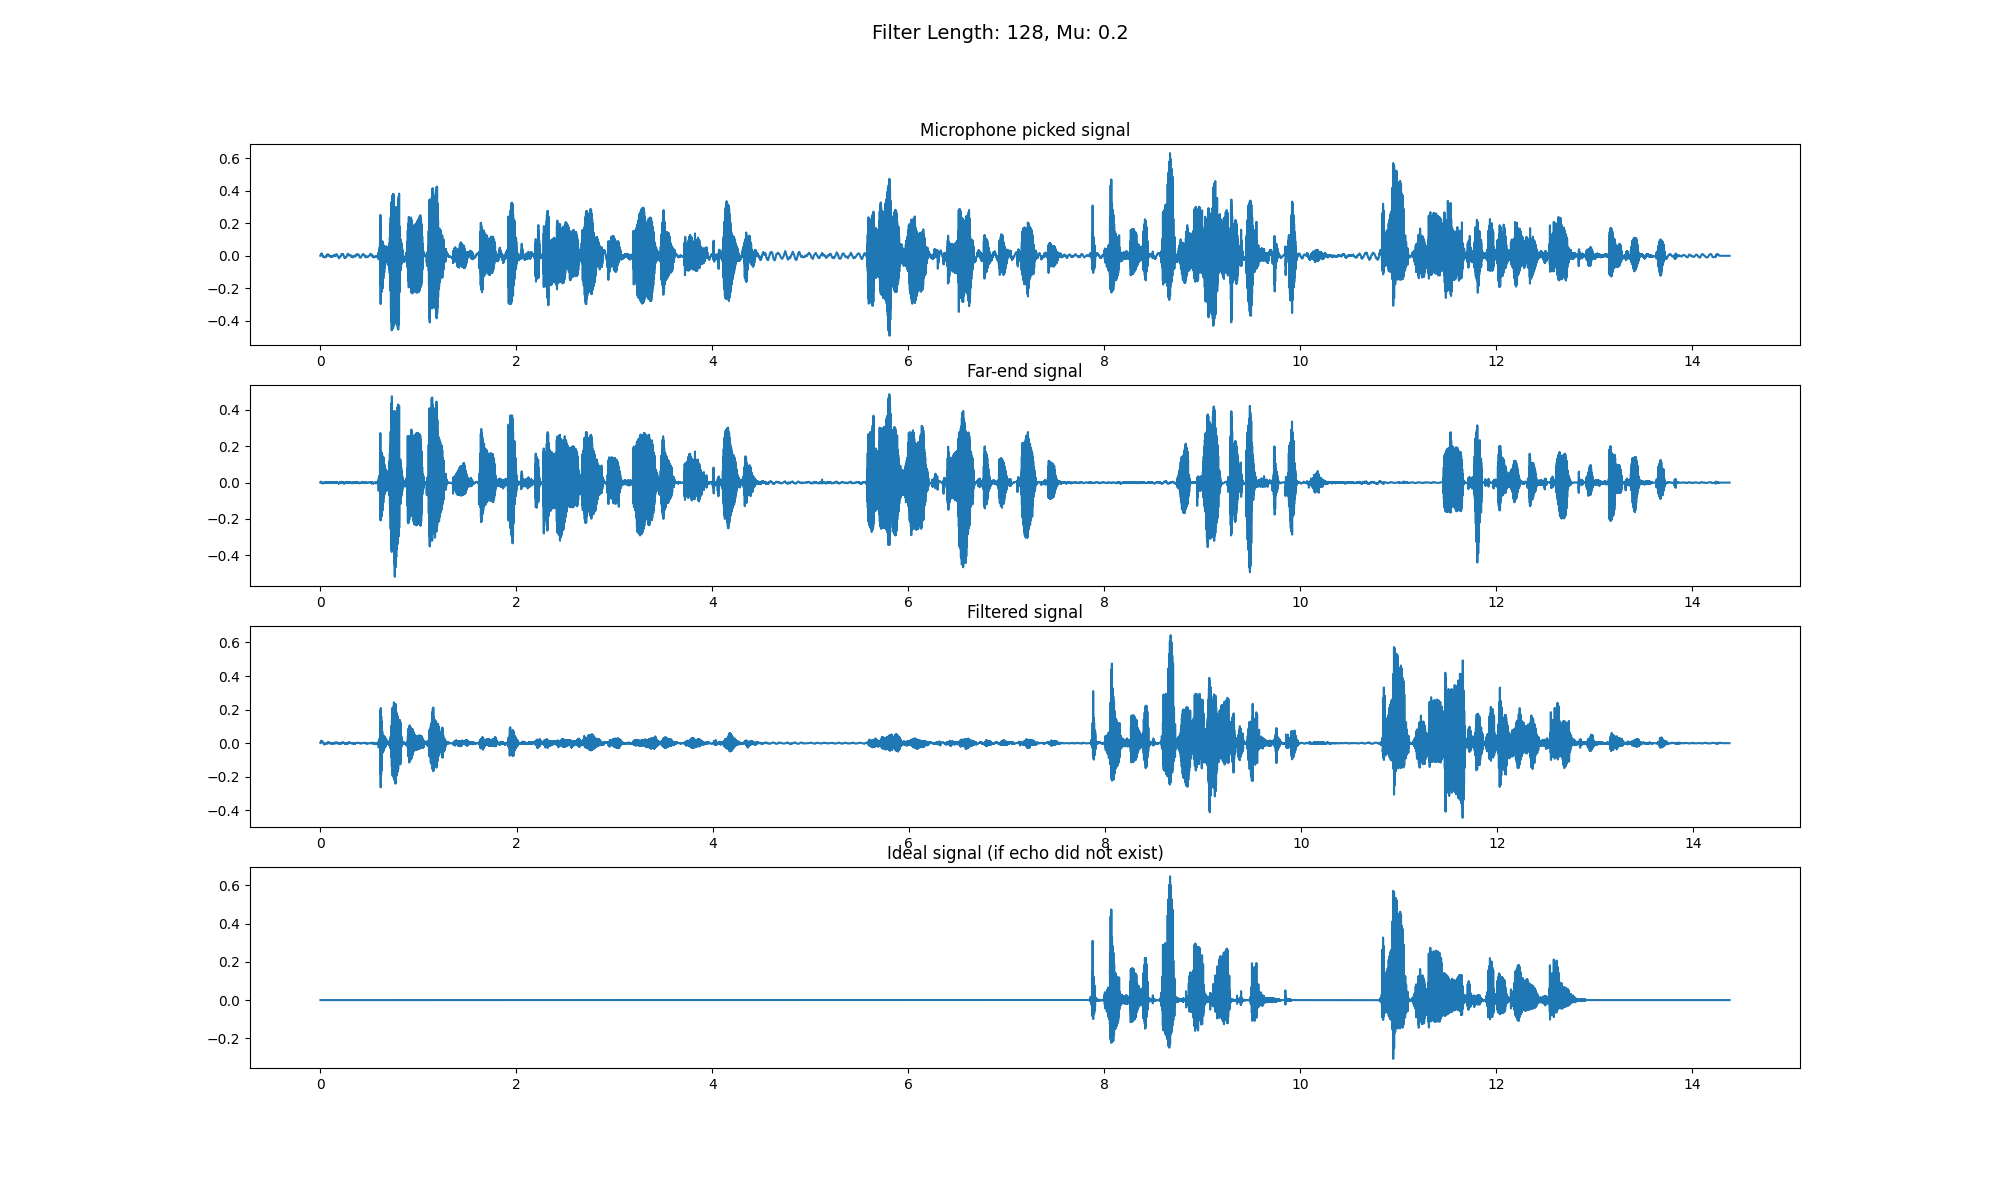 Filter Length: 128, Mu: 0.2
Microphone picked signal
0.6
0.4
0.2
0.0
−0.2
−0.4
0 2 4 6 8 10 12 14
Far-end signal
0.4
0.2
0.0
−0.2
−0.4
0 2 4 6 8 10 12 14
Filtered signal
0.6
0.4
0.2
0.0
−0.2
−0.4
0 2 4 6 8 10 12 14
Ideal signal (if echo did not exist)
0.6
0.4
0.2
0.0
−0.2
0 2 4 6 8 10 12 14